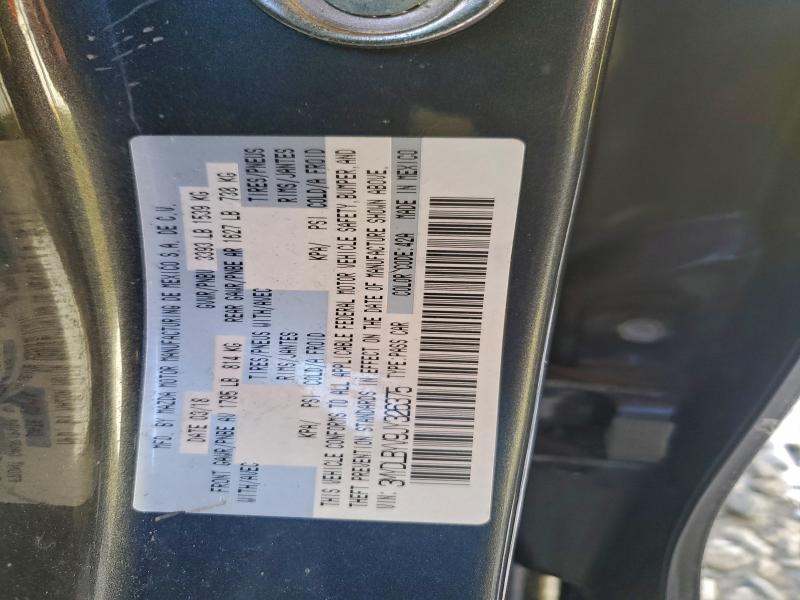 MFD. BY MAZDA MOTOR MANUFACTURING DE MEXICO S.A. DE C.V.
DATE 03/18 GVWR/PNBV 3393 LB 1539 KG
FRONT GAWR/PNBE AV 1795 LB 814 KG REAR GAWR/PNBE AR 1627 LB 738 KG
WITH/AVEC TIRES/PNEUS WITH/AVEC TIRES/PNEUS
RIMS/JANTES RIMS/JANTES
KPA/ PSI COLD/A FROID KPA/ PSI COLD/A FROID
THIS VEHICLE CONFORMS TO ALL APPLICABLE FEDERAL MOTOR VEHICLE SAFETY, BUMPER, AND
THEFT PREVENTION STANDARDS IN EFFECT ON THE DATE OF MANUFACTURE SHOWN ABOVE.
VIN: 3MYDLBYV9JY326375 TYPE-PASS CAR COLOR CODE:42A MADE IN MEXICO